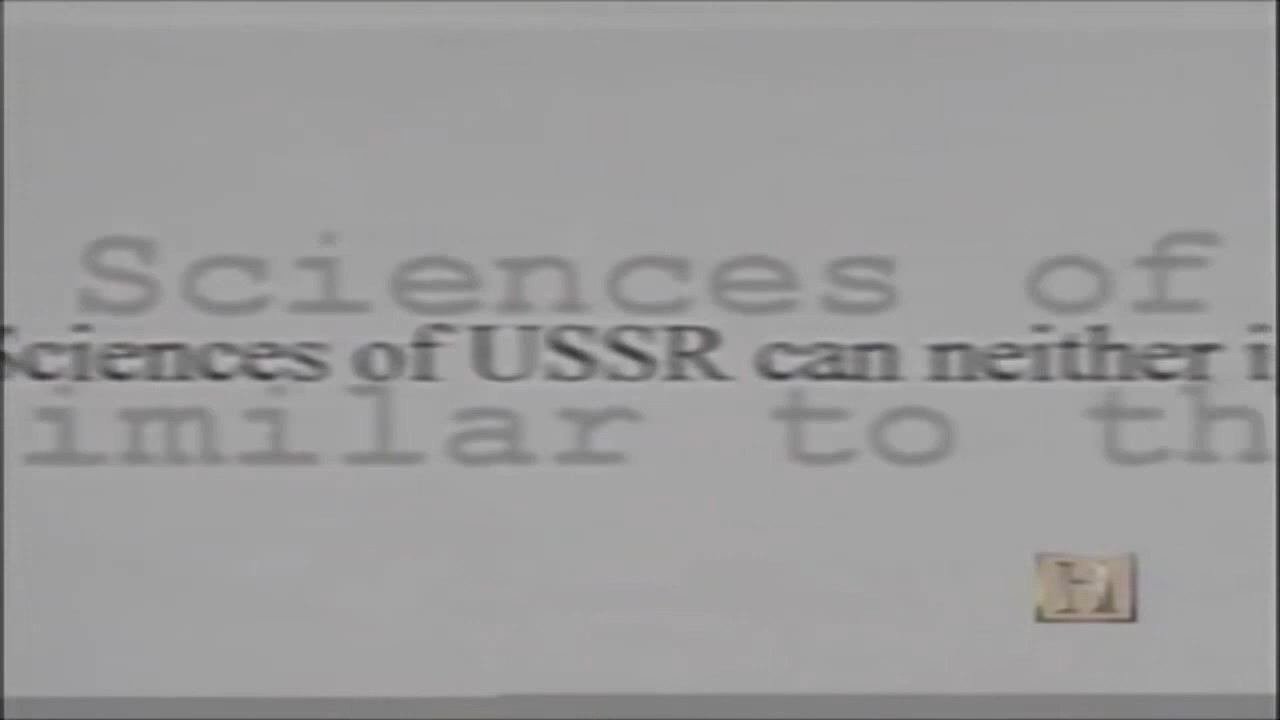 Sciences of
Sciences of USSR can neither i
imilar to th
H